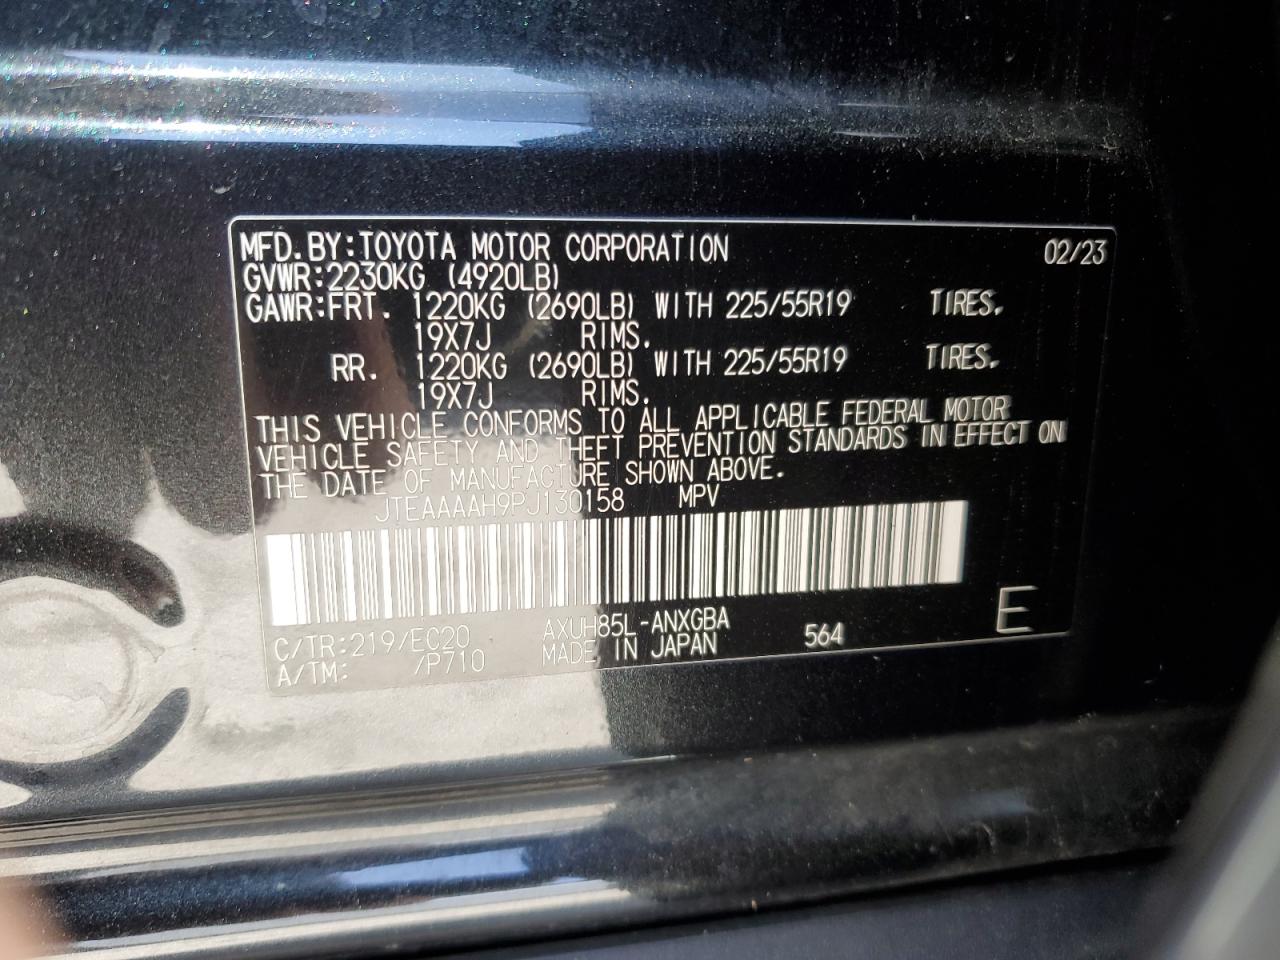 MFD.BY:TOYOTA MOTOR CORPORATION 02/23
GVWR:2230KG (4920LB)
GAWR:FRT. 1220KG (2690LB) WITH 225/55R19 TIRES.
19X7J RIMS.
RR. 1220KG (2690LB) WITH 225/55R19 TIRES.
19X7J RIMS.
THIS VEHICLE CONFORMS TO ALL APPLICABLE FEDERAL MOTOR
VEHICLE SAFETY AND THEFT PREVENTION STANDARDS IN EFFECT ON
THE DATE OF MANUFACTURE SHOWN ABOVE.
JTEAAAAH9PJ130158 MPV
C/TR:219/EC20 AXUH85L-ANXGBA
A/TM: /P710 MADE IN JAPAN 564 E